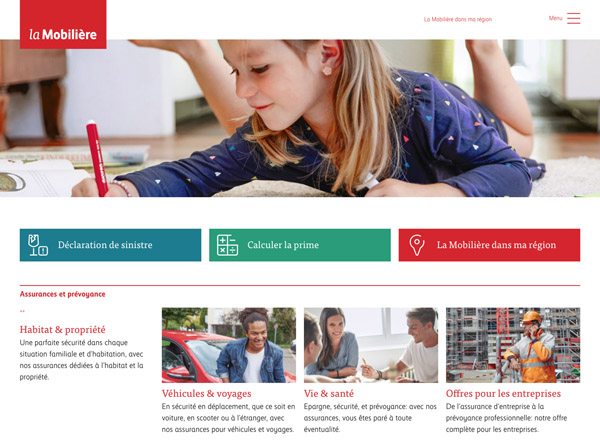 la Mobilière
La Mobilière dans ma région
Menu
Déclaration de sinistre
Calculer la prime
La Mobilière dans ma région
Assurances et prévoyance
Habitat & propriété
Une parfaite sécurité dans chaque
situation familiale et d'habitation, avec
nos assurances dédiées à l'habitat et la
propriété.
Véhicules & voyages
En sécurité en déplacement, que ce soit en
voiture, en scooter ou à l'étranger, avec
nos assurances pour véhicules et voyages.
Vie & santé
Epargne, sécurité, et prévoyance: avec nos
assurances, vous êtes paré à toute
éventualité.
Offres pour les entreprises
De l'assurance d'entreprise à la
prévoyance professionnelle: notre offre
complète pour les entreprises.